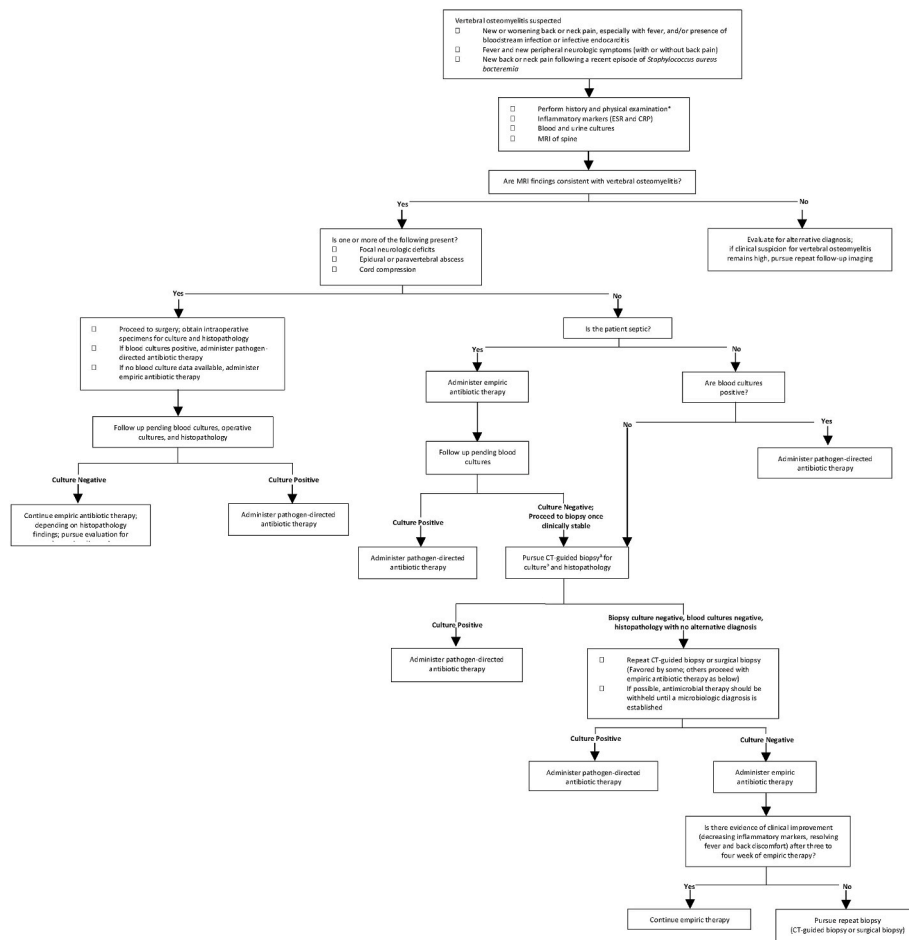 Vertebral osteomyelitis suspected
New or worsening back or neck pain, especially with fever, and/or presence of
bloodstream infection or infective endocarditis
Fever and new peripheral neurologic symptoms (with or without back pain)
New back or neck pain following a recent episode of Staphylococcus aureus
bacteremia
Perform history and physical examination*
Inflammatory markers (ESR and CRP)
Blood and urine cultures
MRI of spine
Are MRI findings consistent with vertebral osteomyelitis?
Yes
No
Is one or more of the following present?
Focal neurologic deficits
Epidural or paravertebral abscess
Cord compression
Evaluate for alternative diagnosis;
if clinical suspicion for vertebral osteomyelitis
remains high, pursue repeat follow-up imaging
Yes
No
Proceed to surgery; obtain intraoperative
specimens for culture and histopathology
If blood cultures positive, administer pathogen-
directed antibiotic therapy
If no blood culture data available, administer
empiric antibiotic therapy
Is the patient septic?
Yes
No
Administer empiric
antibiotic therapy
Are blood cultures
positive?
Follow up pending blood cultures, operative
cultures, and histopathology
No
Yes
Follow up pending blood
cultures
Administer pathogen-directed
antibiotic therapy
Culture Negative
Culture Positive
Continue empiric antibiotic therapy;
depending on histopathology
findings; pursue evaluation for
Administer pathogen-directed
antibiotic therapy
Culture Positive
Culture Negative;
Proceed to biopsy once
clinically stable
Administer pathogen-directed
antibiotic therapy
Pursue CT-guided biopsy for
culture and histopathology
Culture Positive
Biopsy culture negative, blood cultures negative,
histopathology with no alternative diagnosis
Administer pathogen-directed
antibiotic therapy
Repeat CT-guided biopsy or surgical biopsy
(Favored by some; others proceed with
empiric antibiotic therapy as below)
If possible, antimicrobial therapy should be
withheld until a microbiologic diagnosis is
established
Culture Positive
Culture Negative
Administer pathogen-directed
antibiotic therapy
Administer empiric
antibiotic therapy
Is there evidence of clinical improvement
(decreasing inflammatory markers, resolving
fever and back discomfort) after three to
four week of empiric therapy?
Yes
No
Continue empiric therapy
Pursue repeat biopsy
(CT-guided biopsy or surgical biopsy)